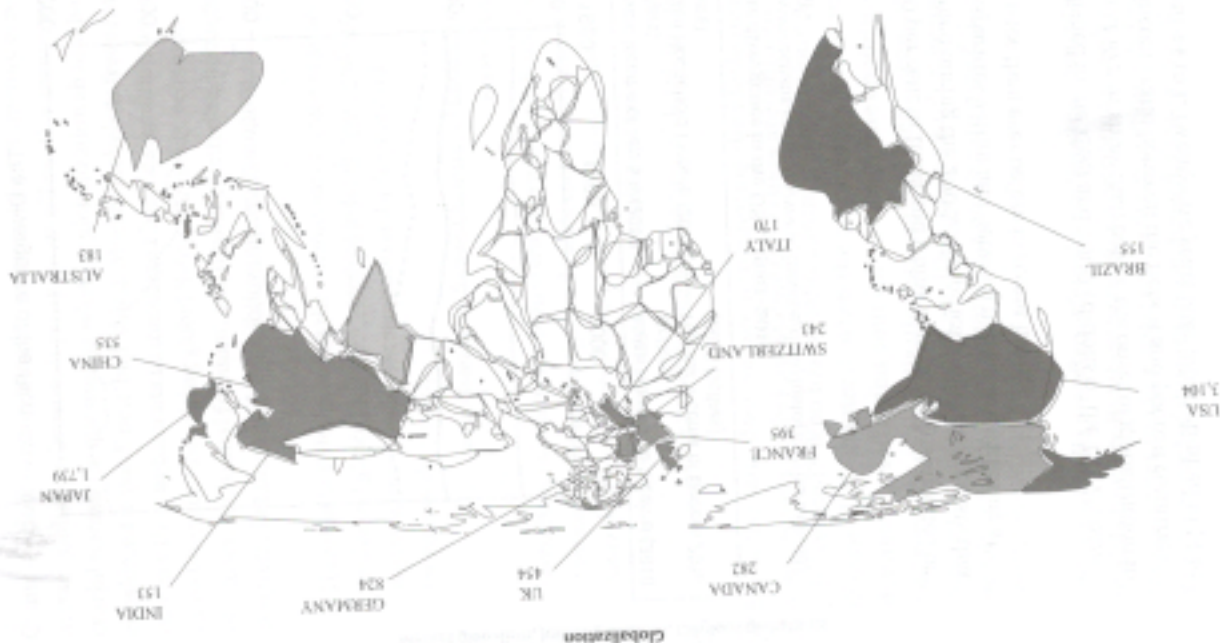 Globalization
CANADA
282
UK
454
GERMANY
824
INDIA
153
USA
3,104
FRANCE
395
JAPAN
1,739
SWITZERLAND
243
CHINA
535
BRAZIL
155
ITALY
170
AUSTRALIA
183